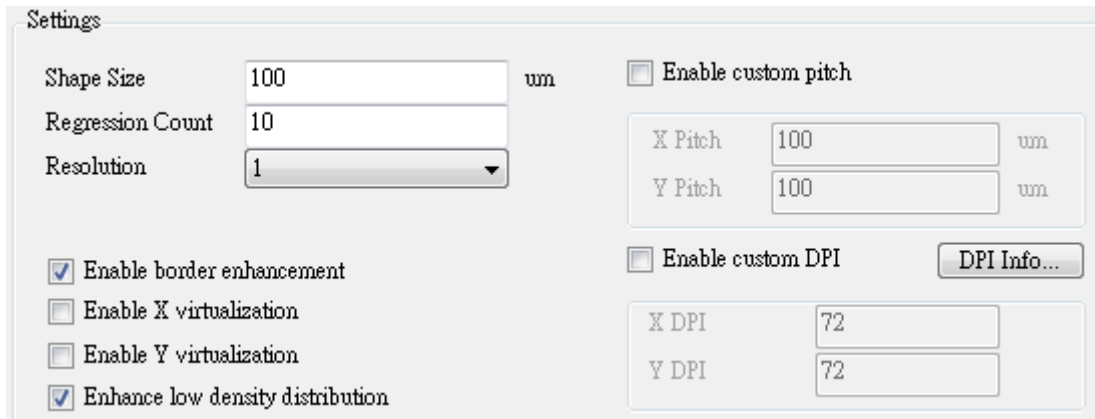 Settings
Shape Size 100 um
Regression Count 10
Resolution 1
Enable border enhancement
Enable X virtualization
Enable Y virtualization
Enhance low density distribution
Enable custom pitch
X Pitch 100 um
Y Pitch 100 um
Enable custom DPI DPI Info...
X DPI 72
Y DPI 72